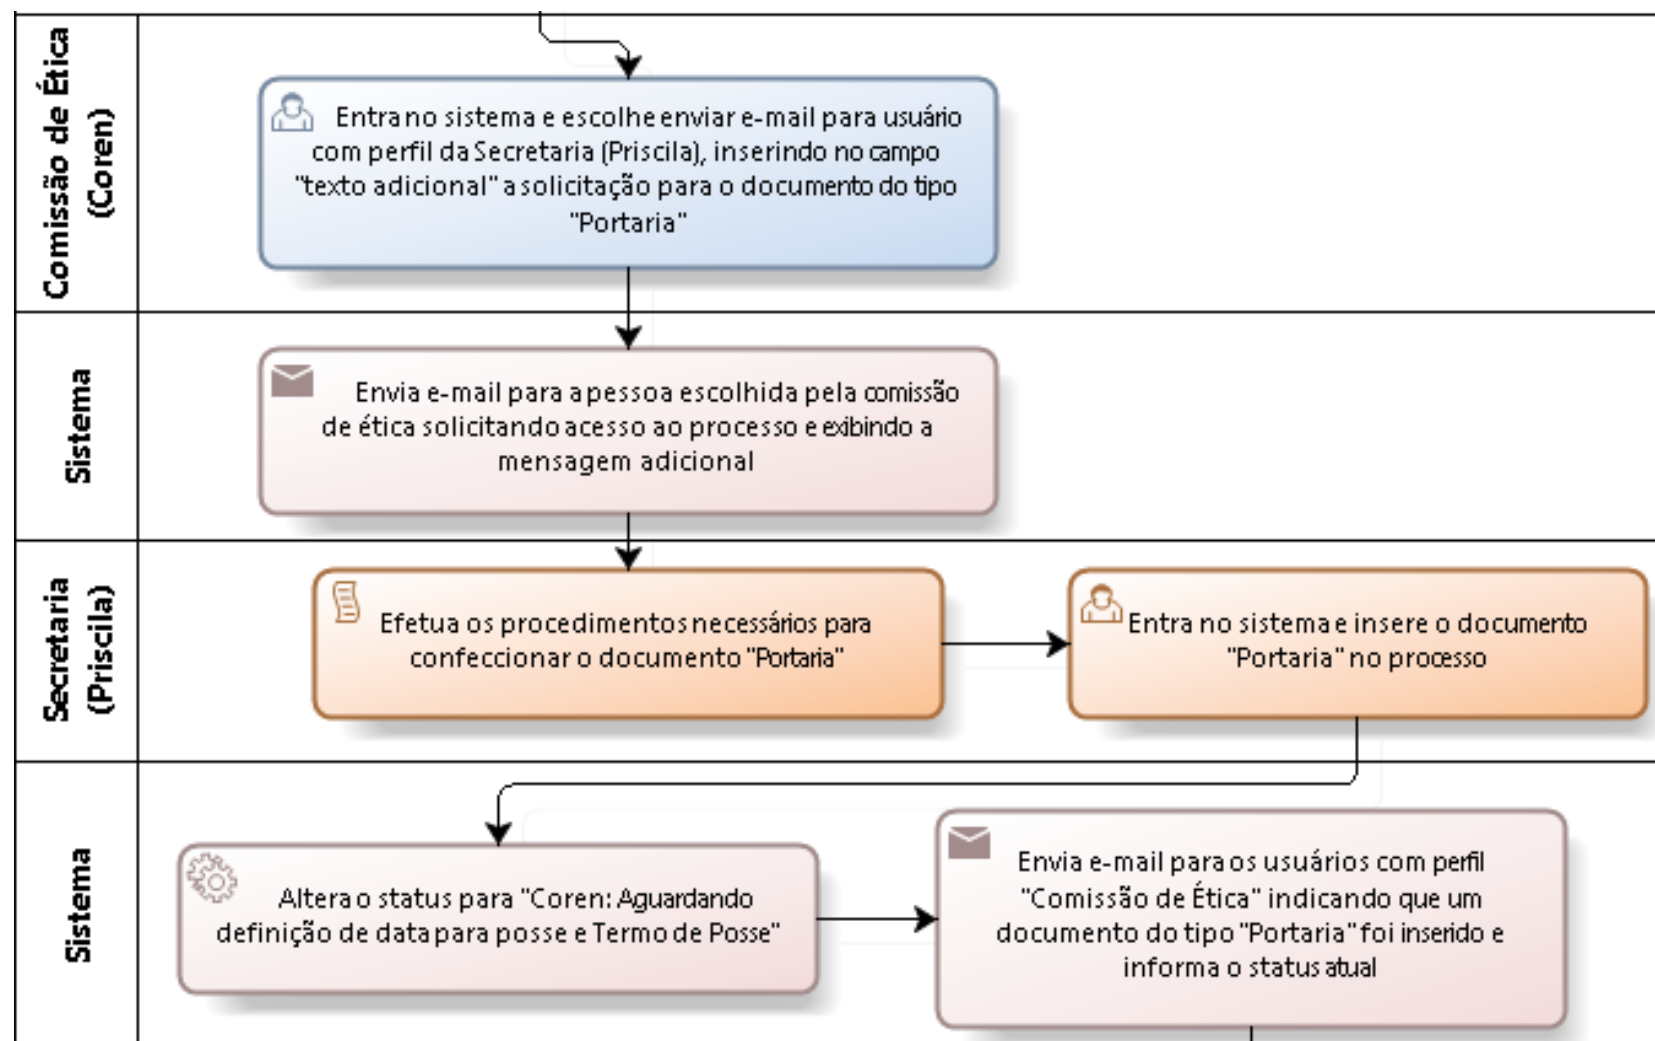 Comissão de Ética
(Coren)
Entra no sistema e escolhe enviar e-mail para usuário
com perfil da Secretaria (Priscila), inserindo no campo
"texto adicional" a solicitação para o documento do tipo
"Portaria"
Sistema
Envia e-mail para a pessoa escolhida pela comissão
de ética solicitando acesso ao processo e exibindo a
mensagem adicional
Secretaria
(Priscila)
Efetua os procedimentos necessários para
confeccionar o documento "Portaria"
Entra no sistema e insere o documento
"Portaria" no processo
Sistema
Altera o status para "Coren: Aguardando
definição de data para posse e Termo de Posse"
Envia e-mail para os usuários com perfil
"Comissão de Ética" indicando que um
documento do tipo "Portaria" foi inserido e
informa o status atual